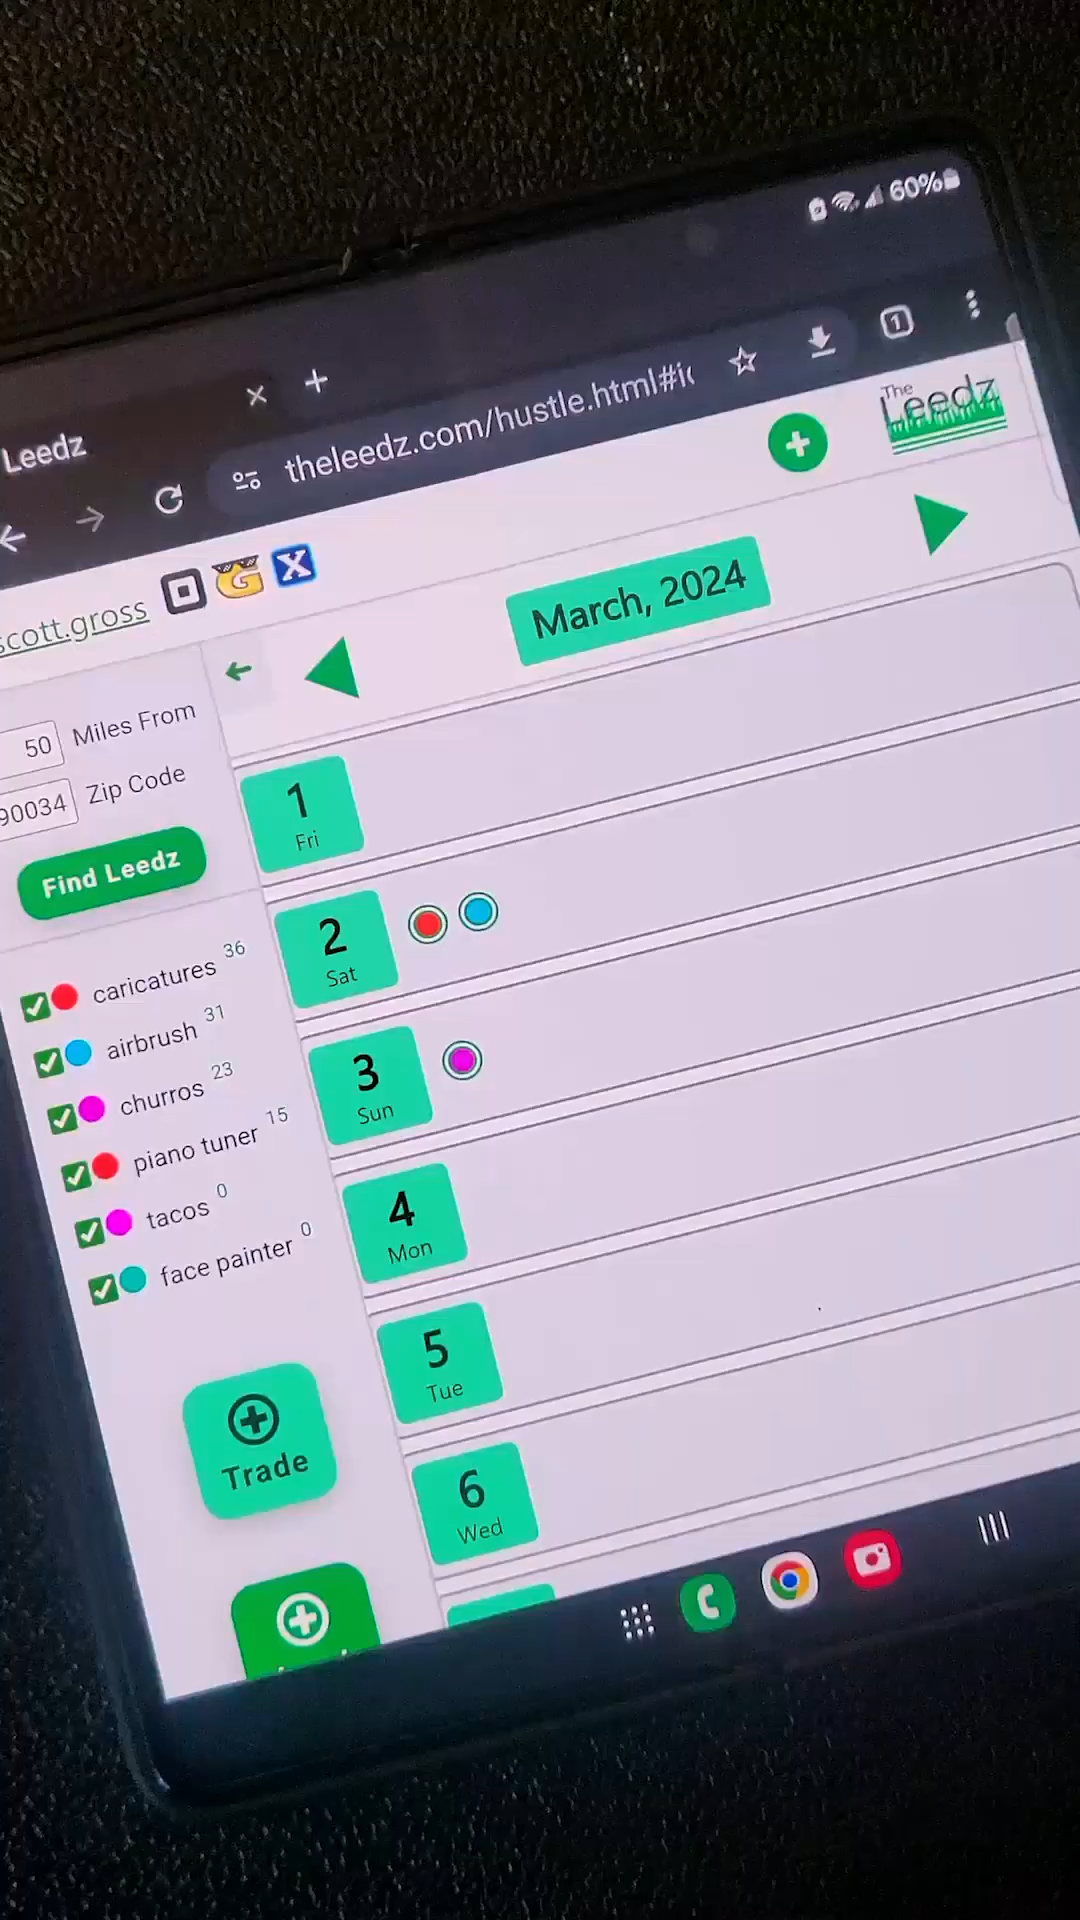 60%
Leedz
theleedz.com/hustle.html#i
1
The
Leedz
scott.gross
G
X
March, 2024
50 Miles From
90034 Zip Code
Find Leedz
caricatures 36
airbrush 31
churros 23
piano tuner 15
tacos 0
face painter 0
Trade
1
Fri
2
Sat
3
Sun
4
Mon
5
Tue
6
Wed